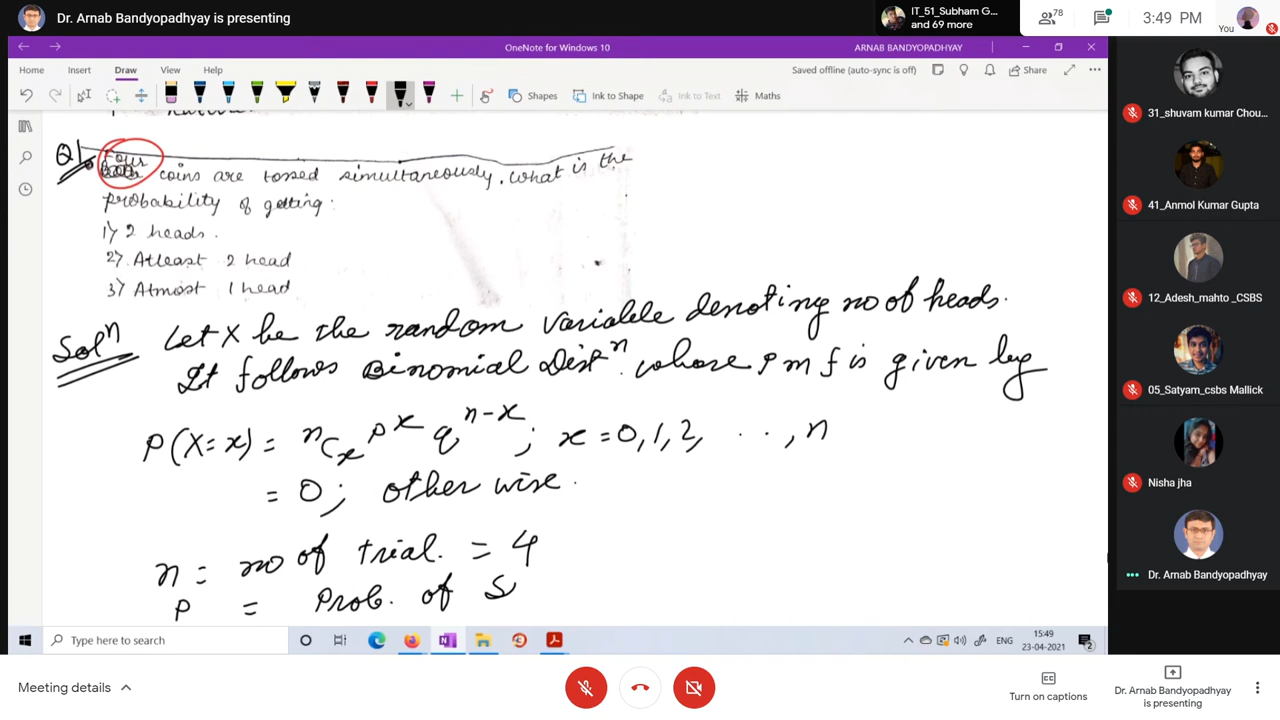 Dr. Arnab Bandyopadhyay is presenting
IT_51_Subham G...
and 69 more
78
3:49 PM
You
OneNote for Windows 10
ARNAB BANDYOPADHYAY
Home Insert Draw View Help
Saved offline (auto-sync is off)
Share
Shapes
Ink to Shape
Ink to Text
Maths
Q1.
Four
coins are tossed simultaneously. what is the
probability of getting:
1) 2 heads.
2) Atleast 2 head
3) Atmost 1 head
Solⁿ Let X be the random variable denoting no of heads.
It follows Binomial Distⁿ. whose p m f is given by
P(X=x) = ⁿCₓ pˣ qⁿ⁻ˣ ; x = 0, 1, 2, ..., n
= 0; other wise.
n = no of trial. = 4
P = Prob. of S
31_shuvam kumar Chou...
41_Anmol Kumar Gupta
12_Adesh_mahto _CSBS
05_Satyam_csbs Mallick
Nisha jha
Dr. Arnab Bandyopadhyay
Type here to search
ENG
15:49
23-04-2021
2
Meeting details
Turn on captions
Dr. Arnab Bandyopadhyay
is presenting